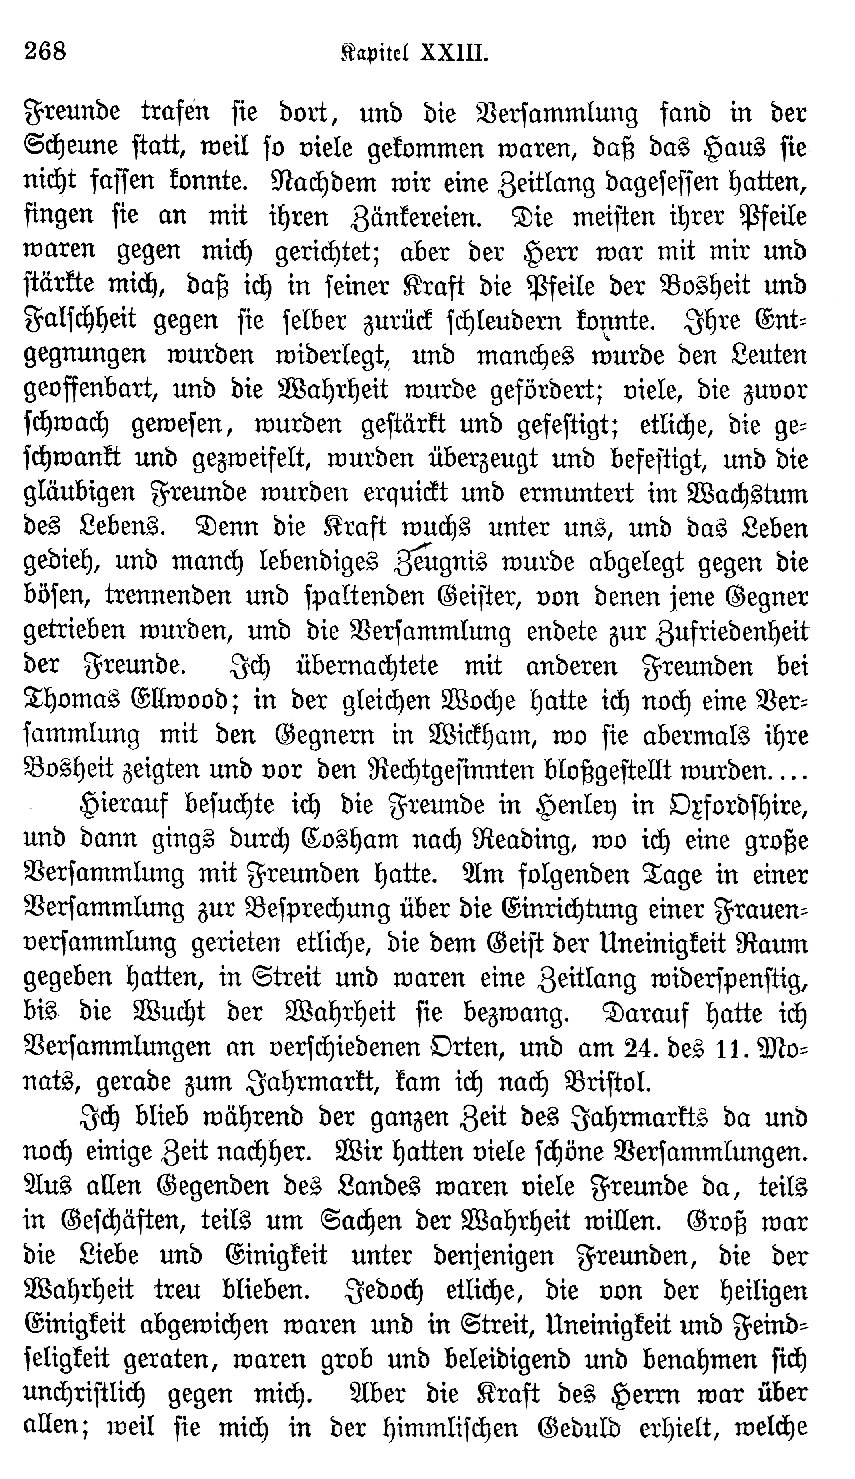 268 Kapitel XXIII.
Freunde trafen sie dort, und die Versammlung fand in der
Scheune statt, weil so viele gekommen waren, daß das Haus sie
nicht fassen konnte. Nachdem wir eine Zeitlang dagesessen hatten,
fingen sie an mit ihren Zänkereien. Die meisten ihrer Pfeile
waren gegen mich gerichtet; aber der Herr war mit mir und
stärkte mich, daß ich in seiner Kraft die Pfeile der Bosheit und
Falschheit gegen sie selber zurück schleudern konnte. Ihre Ent-
gegnungen wurden widerlegt, und manches wurde den Leuten
geoffenbart, und die Wahrheit wurde gefördert; viele, die zuvor
schwach gewesen, wurden gestärkt und gefestigt; etliche, die ge-
schwankt und gezweifelt, wurden überzeugt und befestigt, und die
gläubigen Freunde wurden erquickt und ermuntert im Wachstum
des Lebens. Denn die Kraft wuchs unter uns, und das Leben
gedieh, und manch lebendiges Zeugnis wurde abgelegt gegen die
bösen, trennenden und spaltenden Geister, von denen jene Gegner
getrieben wurden, und die Versammlung endete zur Zufriedenheit
der Freunde. Ich übernachtete mit anderen Freunden bei
Thomas Ellwood; in der gleichen Woche hatte ich noch eine Ver-
sammlung mit den Gegnern in Wickham, wo sie abermals ihre
Bosheit zeigten und vor den Rechtgesinnten bloßgestellt wurden....
Hierauf besuchte ich die Freunde in Henley in Oxfordshire,
und dann gings durch Cosham nach Reading, wo ich eine große
Versammlung mit Freunden hatte. Am folgenden Tage in einer
Versammlung zur Besprechung über die Einrichtung einer Frauen-
versammlung gerieten etliche, die dem Geist der Uneinigkeit Raum
gegeben hatten, in Streit und waren eine Zeitlang widerspenstig,
bis die Wucht der Wahrheit sie bezwang. Darauf hatte ich
Versammlungen an verschiedenen Orten, und am 24. des 11. Mo-
nats, gerade zum Jahrmarkt, kam ich nach Bristol.
Ich blieb während der ganzen Zeit des Jahrmarkts da und
noch einige Zeit nachher. Wir hatten viele schöne Versammlungen.
Aus allen Gegenden des Landes waren viele Freunde da, teils
in Geschäften, teils um Sachen der Wahrheit willen. Groß war
die Liebe und Einigkeit unter denjenigen Freunden, die der
Wahrheit treu blieben. Jedoch etliche, die von der heiligen
Einigkeit abgewichen waren und in Streit, Uneinigkeit und Feind-
seligkeit geraten, waren grob und beleidigend und benahmen sich
unchristlich gegen mich. Aber die Kraft des Herrn war über
allen; weil sie mich in der himmlischen Geduld erhielt, welche